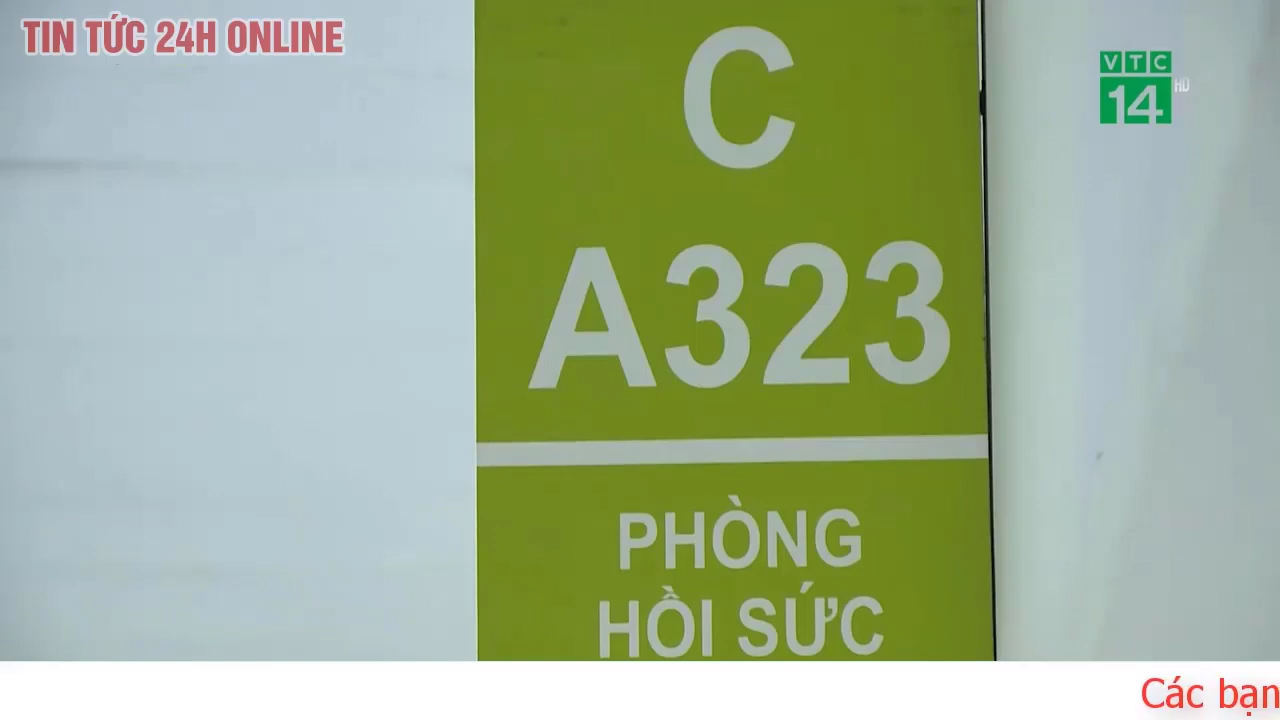 TIN TỨC 24H ONLINE
VTC
14 HD
C
A323
PHÒNG
HỒI SỨC
Các bạn